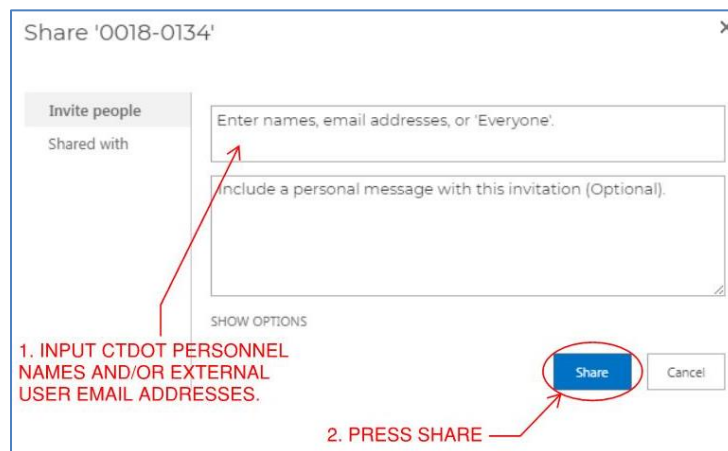 Share '0018-0134'
Invite people
Shared with
Enter names, email addresses, or 'Everyone'.
Include a personal message with this invitation (Optional).
SHOW OPTIONS
1. INPUT CTDOT PERSONNEL
NAMES AND/OR EXTERNAL
USER EMAIL ADDRESSES.
Share
Cancel
2. PRESS SHARE